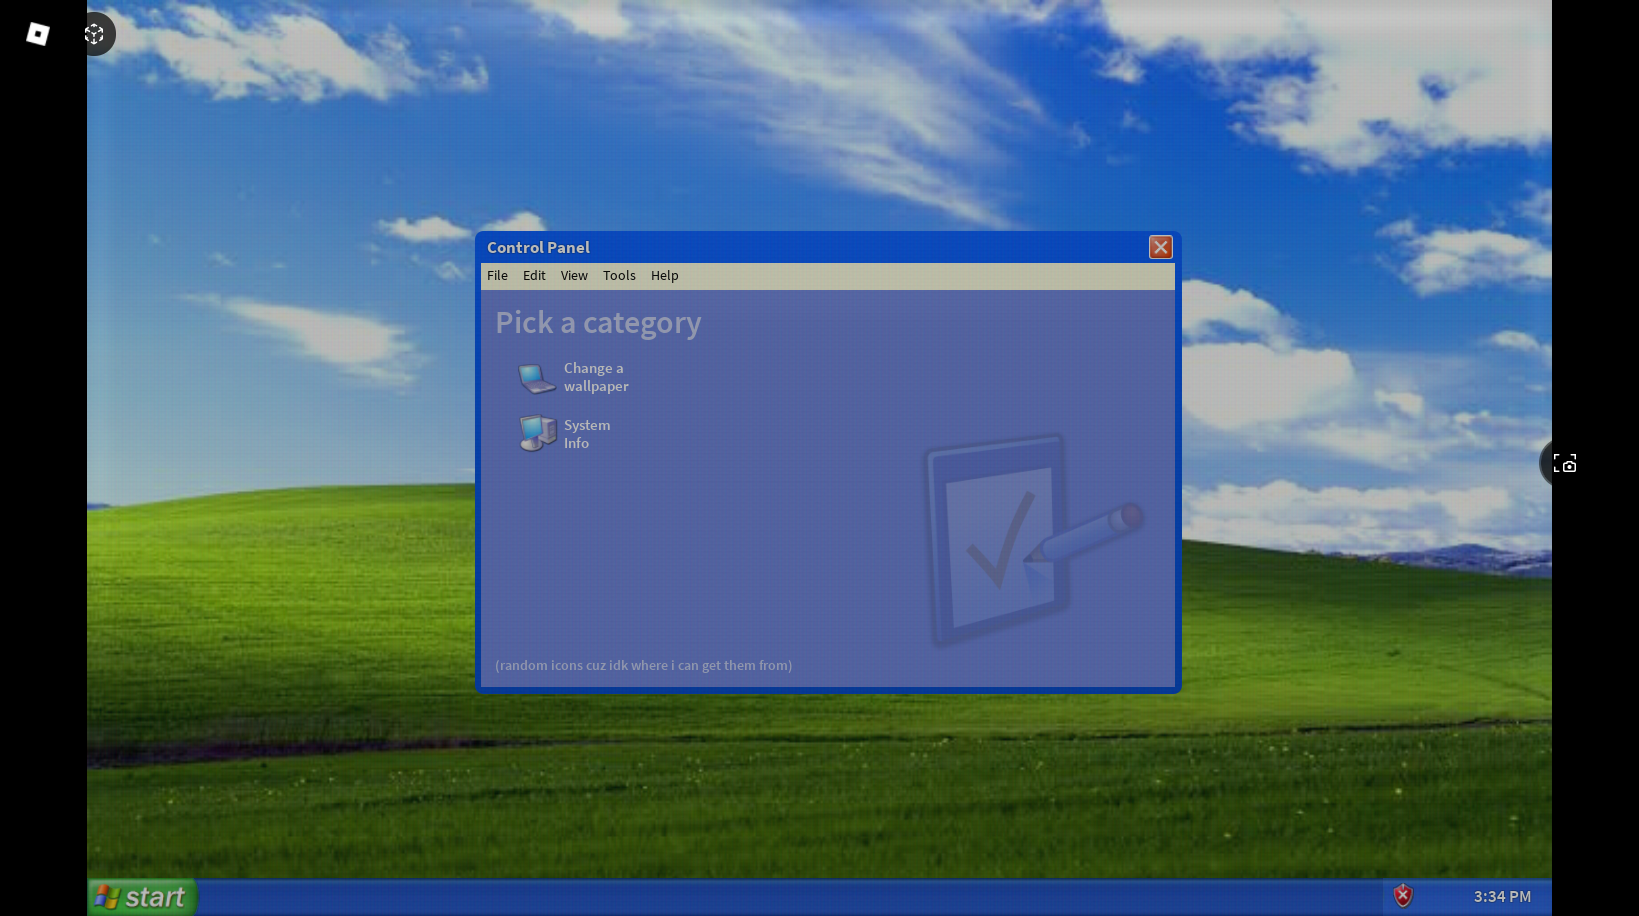 Control Panel
File Edit View Tools Help
Pick a category
Change a
wallpaper
System
Info
(random icons cuz idk where i can get them from)
start
3:34 PM